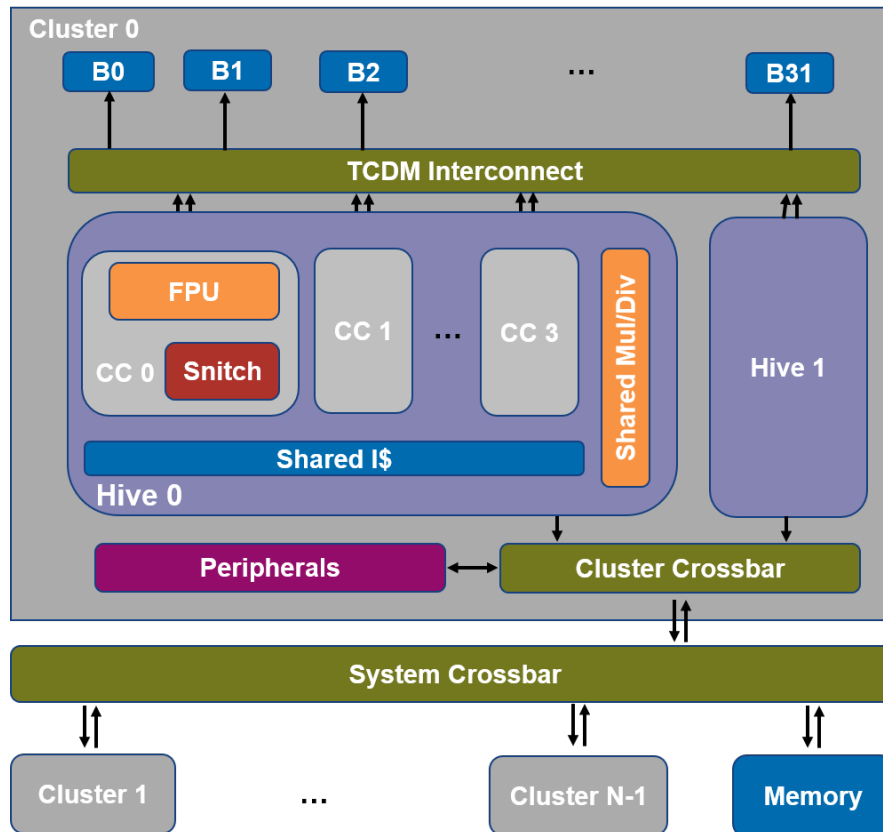 Cluster 0
B0
B1
B2
...
B31
TCDM Interconnect
FPU
CC 0
Snitch
CC 1
...
CC 3
Shared Mul/Div
Hive 1
Shared I$
Hive 0
Peripherals
Cluster Crossbar
System Crossbar
Cluster 1
...
Cluster N-1
Memory